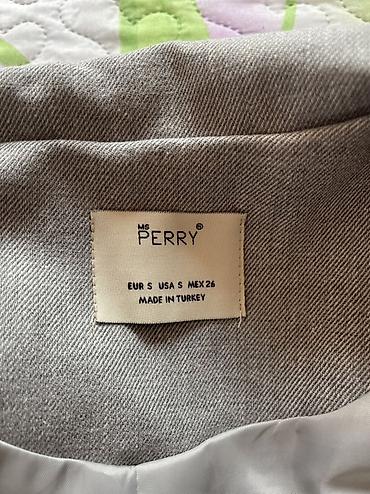 MS
PERRY®
EUR S USA S MEX 26
MADE IN TURKEY